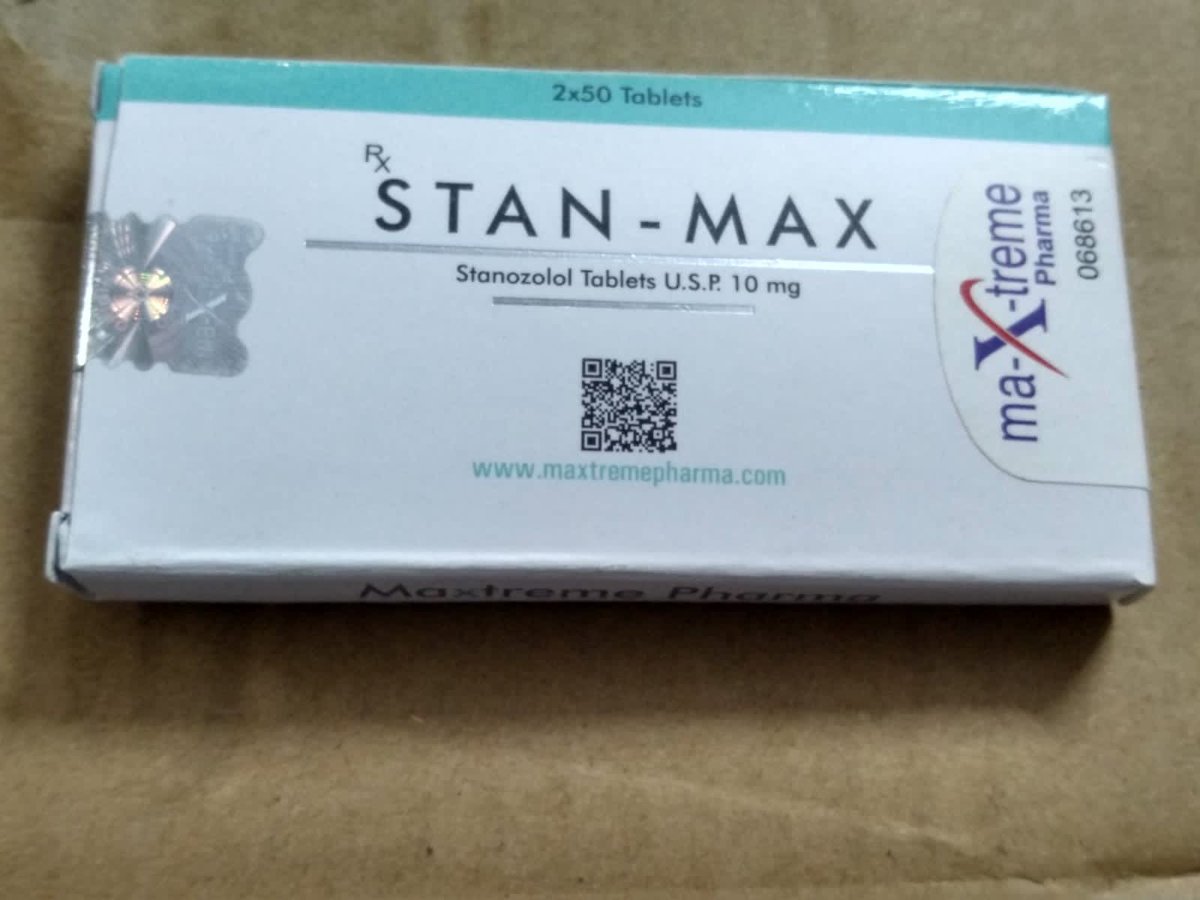 2x50 Tablets
Rx
STAN-MAX
Stanozolol Tablets U.S.P. 10 mg
www.maxtremepharma.com
ma-X-treme
Pharma
068613
Maxtreme Pharma